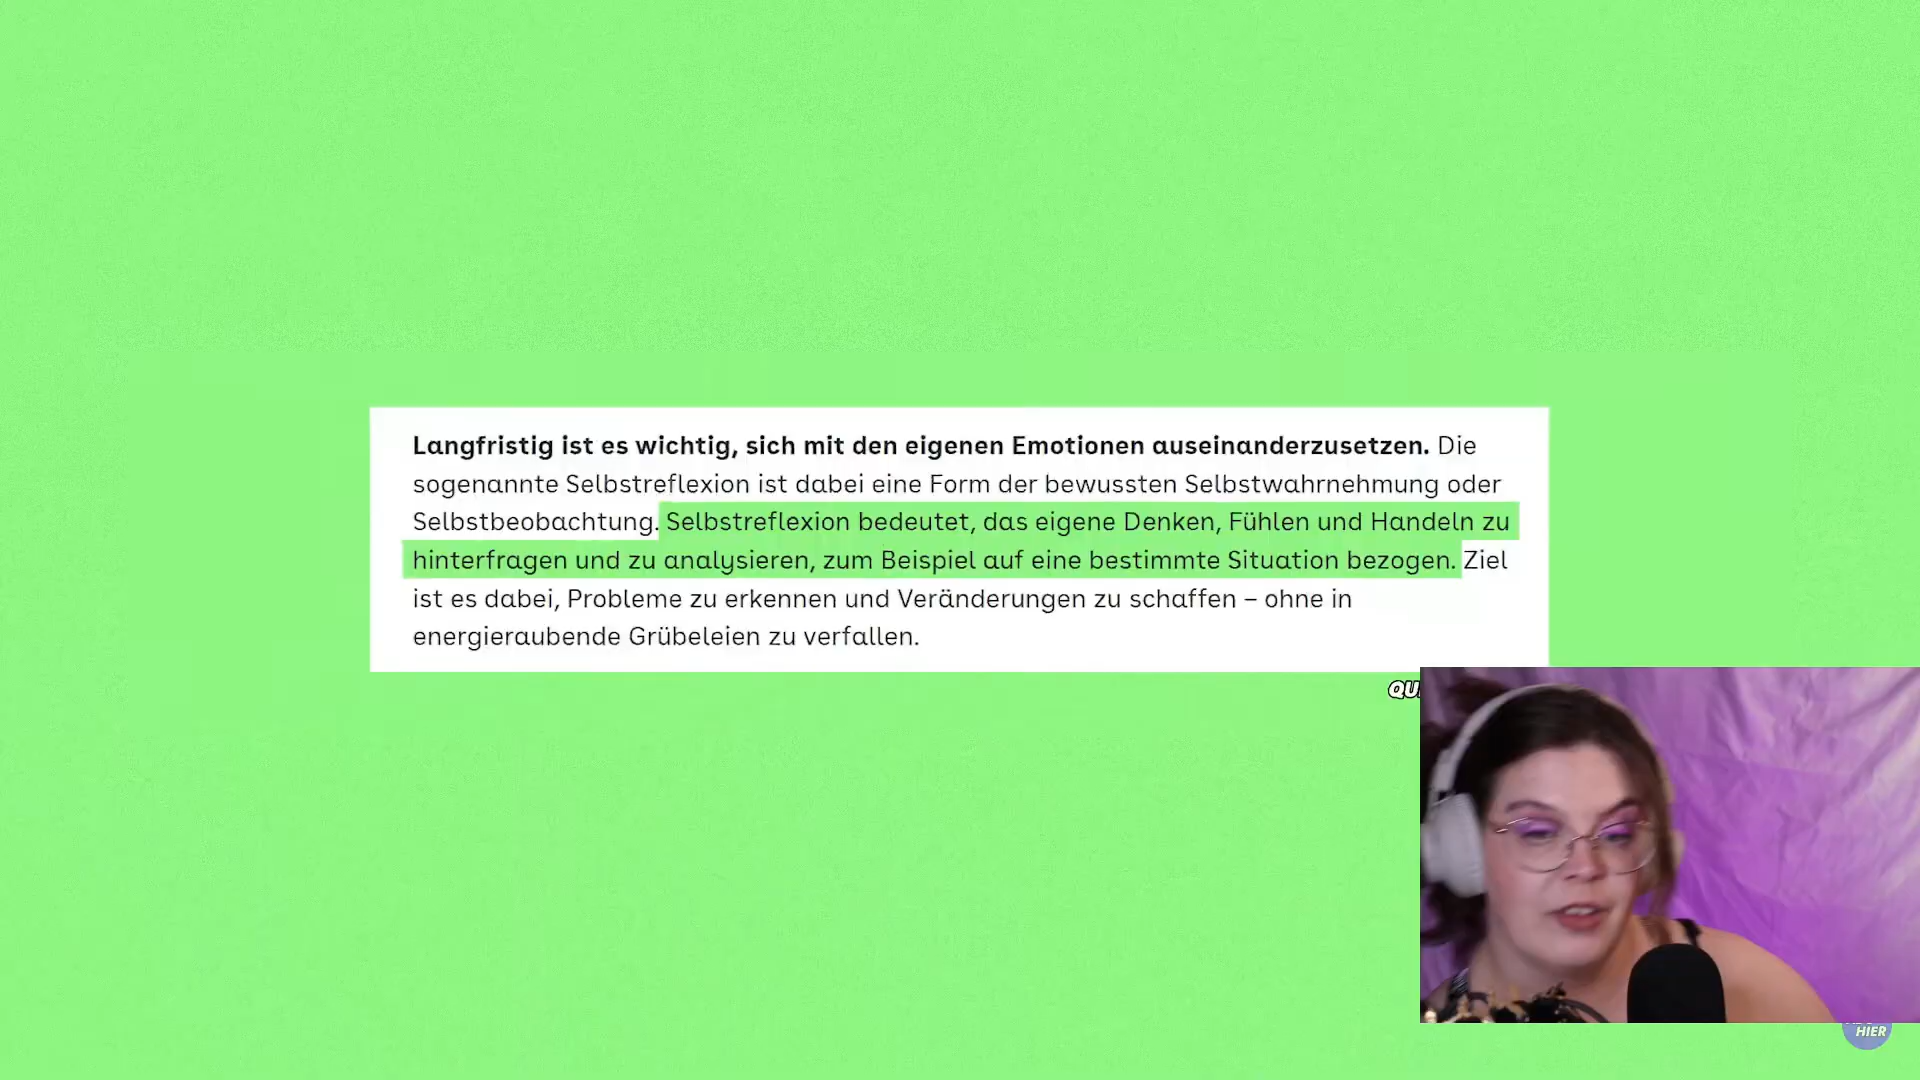 Langfristig ist es wichtig, sich mit den eigenen Emotionen auseinanderzusetzen. Die
sogenannte Selbstreflexion ist dabei eine Form der bewussten Selbstwahrnehmung oder
Selbstbeobachtung. Selbstreflexion bedeutet, das eigene Denken, Fühlen und Handeln zu
hinterfragen und zu analysieren, zum Beispiel auf eine bestimmte Situation bezogen. Ziel
ist es dabei, Probleme zu erkennen und Veränderungen zu schaffen – ohne in
energieraubende Grübeleien zu verfallen.
HIER